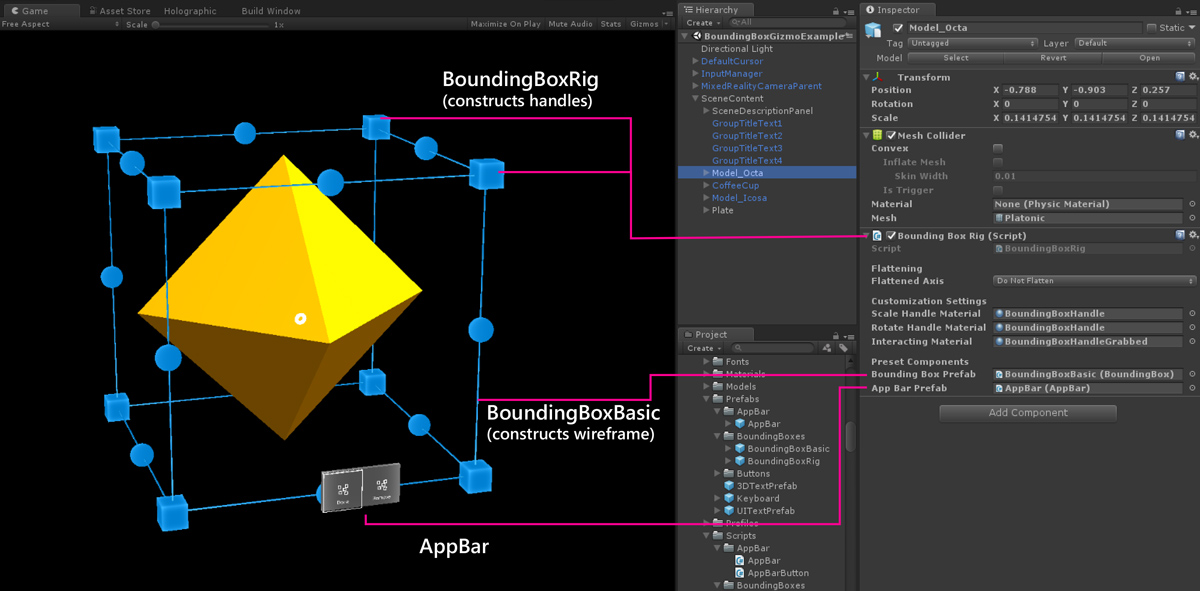 Game
Asset Store
Holographic
Build Window
Free Aspect
Scale
1x
Maximize On Play
Mute Audio
Stats
Gizmos
BoundingBoxRig
(constructs handles)
BoundingBoxBasic
(constructs wireframe)
Done
Remove
AppBar
Hierarchy
Create
All
BoundingBoxGizmoExample
Directional Light
DefaultCursor
InputManager
MixedRealityCameraParent
SceneContent
SceneDescriptionPanel
GroupTitleText1
GroupTitleText2
GroupTitleText3
GroupTitleText4
Model_Octa
CoffeeCup
Model_Icosa
Plate
Project
Create
Fonts
Materials
Models
Prefabs
AppBar
AppBar
BoundingBoxes
BoundingBoxBasic
BoundingBoxRig
Buttons
3DTextPrefab
Keyboard
UITextPrefab
Profiles
Scripts
AppBar
AppBar
AppBarButton
BoundingBoxes
Inspector
Model_Octa Static
Tag Untagged Layer Default
Model Select Revert Open
Transform
Position X -0.788 Y -0.903 Z 0.257
Rotation X 0 Y 0 Z 0
Scale X 0.1414754 Y 0.1414754 Z 0.1414754
Mesh Collider
Convex
Inflate Mesh
Skin Width 0.01
Is Trigger
Material None (Physic Material)
Mesh Platonic
Bounding Box Rig (Script)
Script BoundingBoxRig
Flattening
Flattened Axis Do Not Flatten
Customization Settings
Scale Handle Material BoundingBoxHandle
Rotate Handle Material BoundingBoxHandle
Interacting Material BoundingBoxHandleGrabbed
Preset Components
Bounding Box Prefab BoundingBoxBasic (BoundingBox)
App Bar Prefab AppBar (AppBar)
Add Component